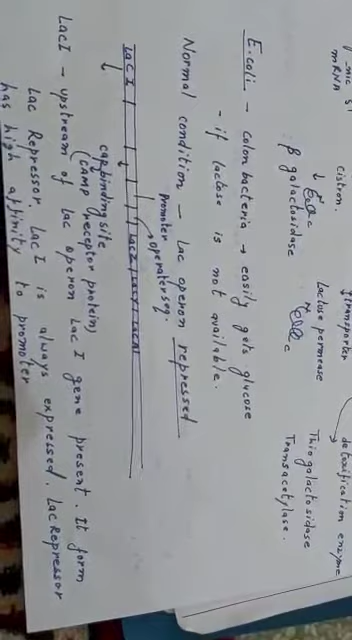 mRNA
cistron.
transporter
detoxification enzyme
β galactosidase
Lactose permease
Thiogalactosidase
Transacetylase.
E.coli - colon bacteria → easily gets glucose
- if lactose is not available.
Normal condition - Lac operon repressed
Promoter
operator seg.
Lac I
Lac Z Lac Y Lac A
cap binding site
(CAMP receptor protein)
LacI - upstream of Lac operon Lac I gene present. It form
Lac Repressor. Lac I is always expressed. Lac Repressor
has high affinity to promoter